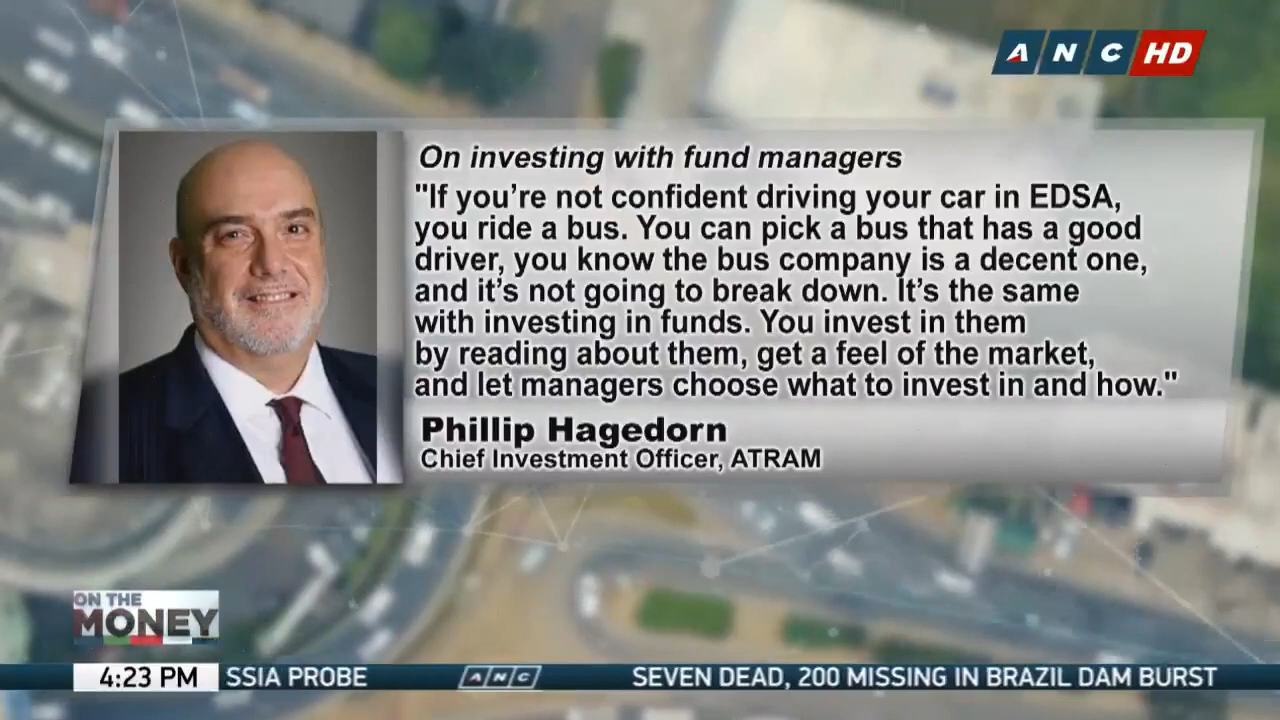 ANC HD
On investing with fund managers
"If you're not confident driving your car in EDSA,
you ride a bus. You can pick a bus that has a good
driver, you know the bus company is a decent one,
and it's not going to break down. It's the same
with investing in funds. You invest in them
by reading about them, get a feel of the market,
and let managers choose what to invest in and how."
Phillip Hagedorn
Chief Investment Officer, ATRAM
ON THE
MONEY
4:23 PM SSIA PROBE ANC SEVEN DEAD, 200 MISSING IN BRAZIL DAM BURST